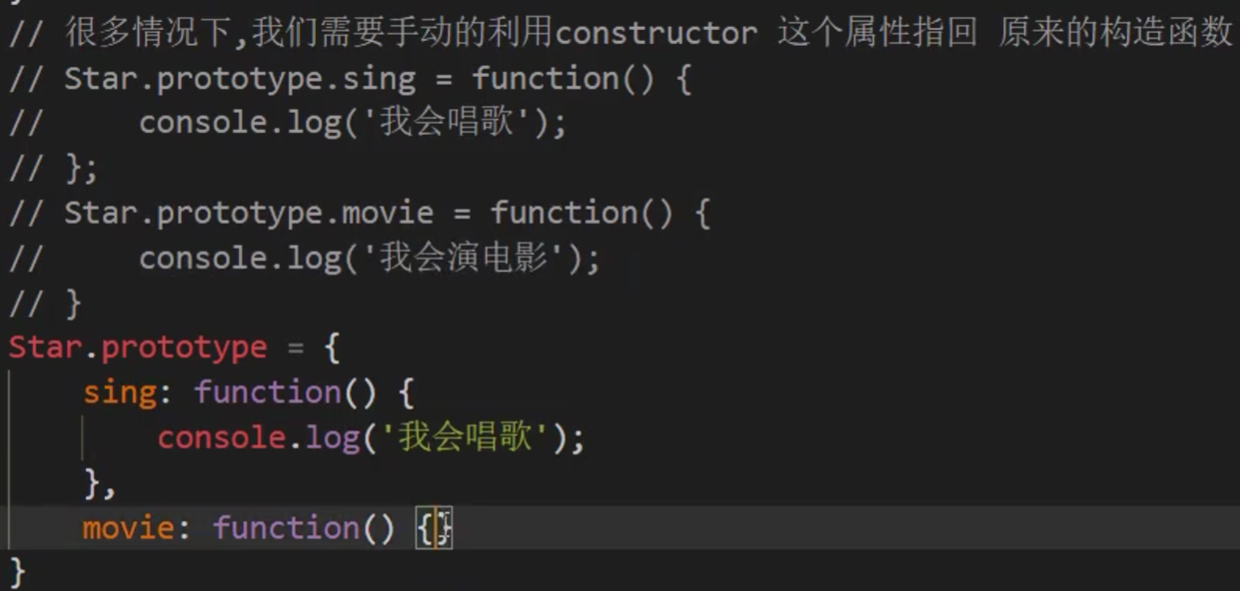 // 很多情况下,我们需要手动的利用constructor 这个属性指回 原来的构造函数
// Star.prototype.sing = function() {
//     console.log('我会唱歌');
// };
// Star.prototype.movie = function() {
//     console.log('我会演电影');
// }
Star.prototype = {
    sing: function() {
        console.log('我会唱歌');
    },
    movie: function() {}
}